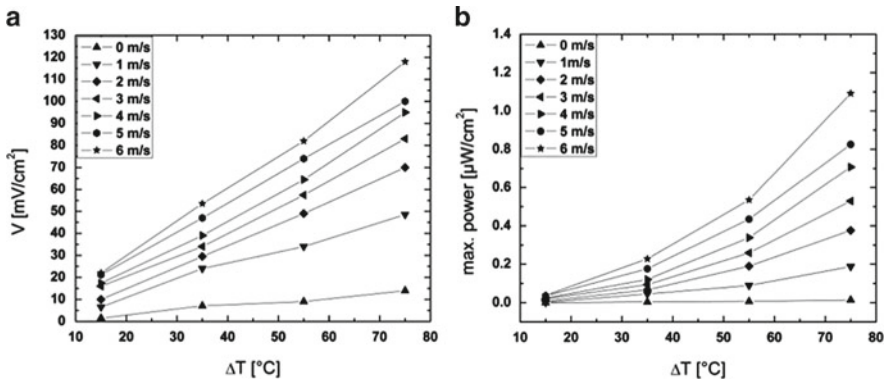 a
130
120
110
100
90
80
70
60
50
40
30
20
10
0
V [mV/cm²]
0 m/s
1 m/s
2 m/s
3 m/s
4 m/s
5 m/s
6 m/s
10 20 30 40 50 60 70 80
ΔT [°C]
b
1.4
1.2
1.0
0.8
0.6
0.4
0.2
0.0
max. power [µW/cm²]
0 m/s
1m/s
2 m/s
3 m/s
4 m/s
5 m/s
6 m/s
10 20 30 40 50 60 70 80
ΔT [°C]